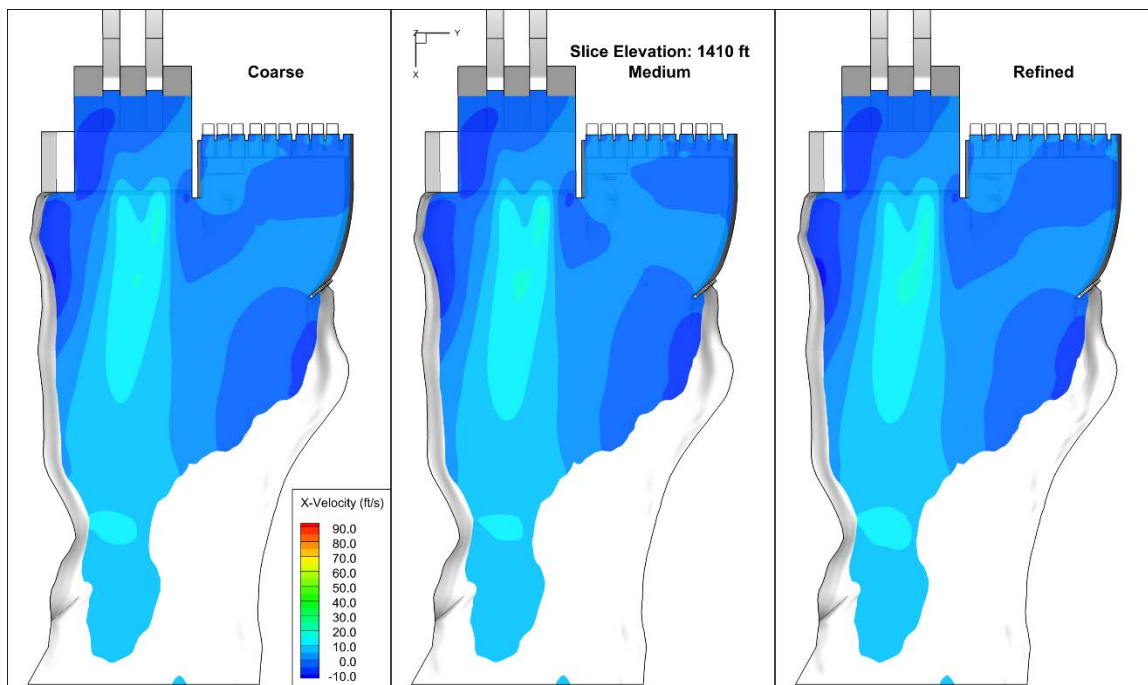 Coarse
Z
Y
X
Slice Elevation: 1410 ft
Medium
Refined
X-Velocity (ft/s)
90.0
80.0
70.0
60.0
50.0
40.0
30.0
20.0
10.0
0.0
-10.0